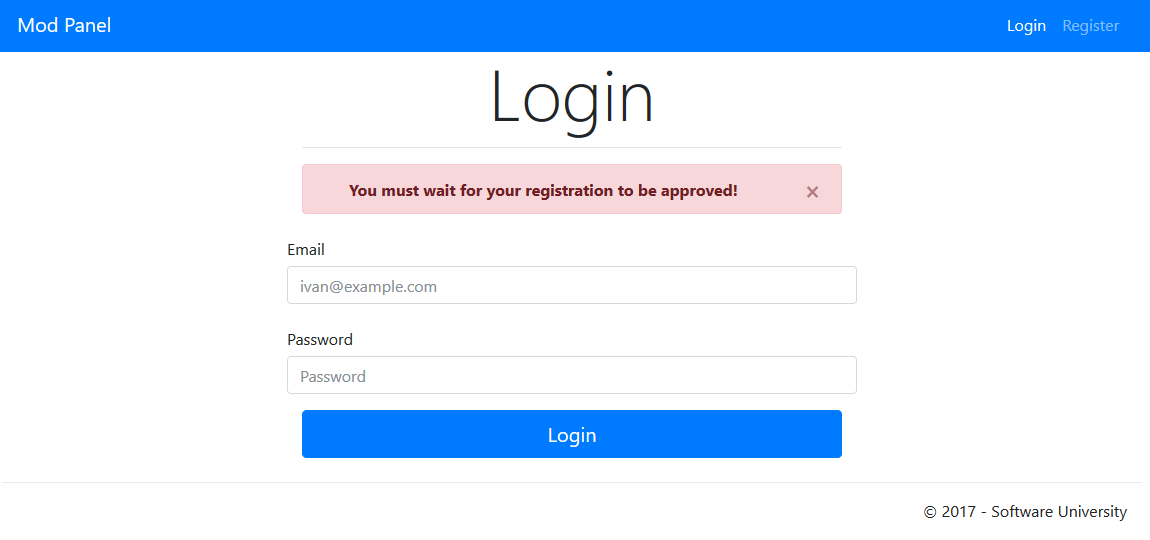 Mod Panel
Login Register
Login
You must wait for your registration to be approved! ×
Email
ivan@example.com
Password
Password
Login
© 2017 - Software University